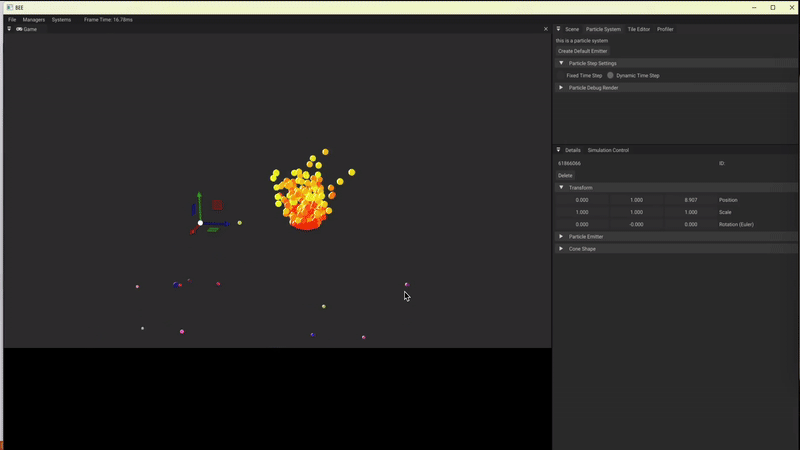 BEE
File Managers Systems Frame Time: 16.78ms
Game
Scene Particle System Tile Editor Profiler
this is a particle system
Create Default Emitter
Particle Step Settings
Fixed Time Step Dynamic Time Step
Particle Debug Render
Details Simulation Control
61866086 ID:
Delete
Transform
0.000 1.000 8.907 Position
1.000 1.000 1.000 Scale
0.000 -0.000 0.000 Rotation (Euler)
Particle Emitter
Cone Shape